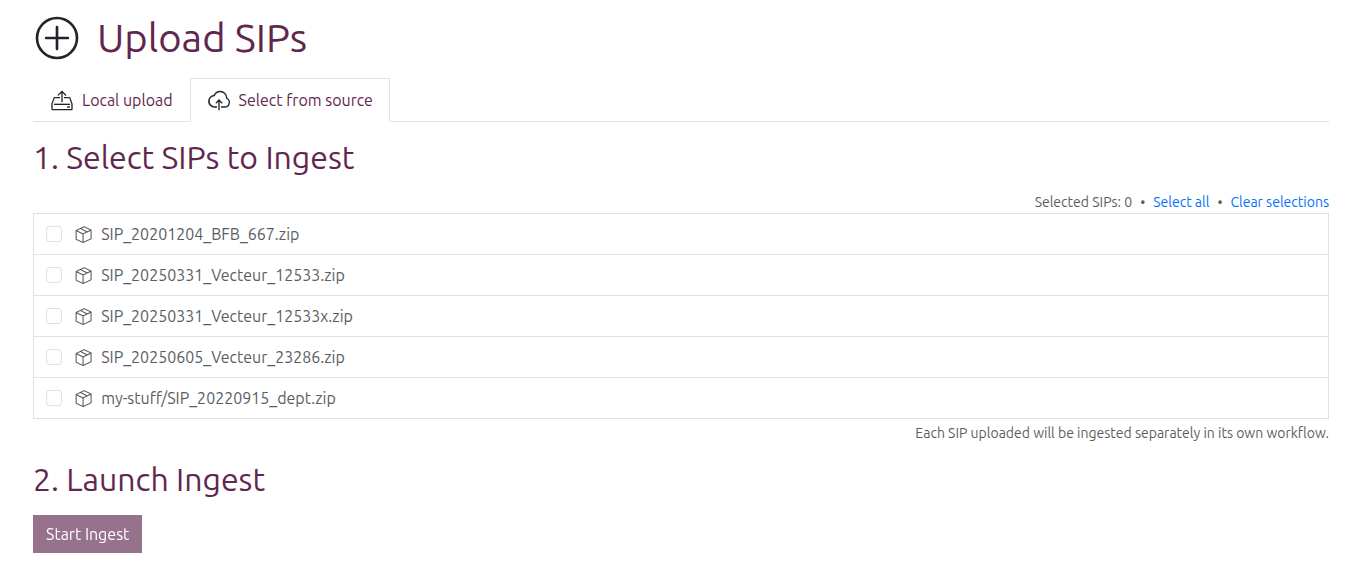 Upload SIPs
Local upload
Select from source
1. Select SIPs to Ingest
Selected SIPs: 0 • Select all • Clear selections
SIP_20201204_BFB_667.zip
SIP_20250331_Vecteur_12533.zip
SIP_20250331_Vecteur_12533x.zip
SIP_20250605_Vecteur_23286.zip
my-stuff/SIP_20220915_dept.zip
Each SIP uploaded will be ingested separately in its own workflow.
2. Launch Ingest
Start Ingest